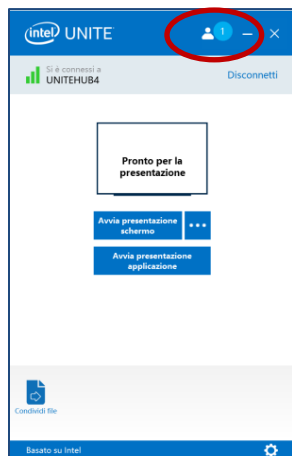 intel UNITE
1
Si è connessi a
UNITEHUB4
Disconnetti
Pronto per la
presentazione
Avvia presentazione
schermo
Avvia presentazione
applicazione
Condividi file
Basato su Intel